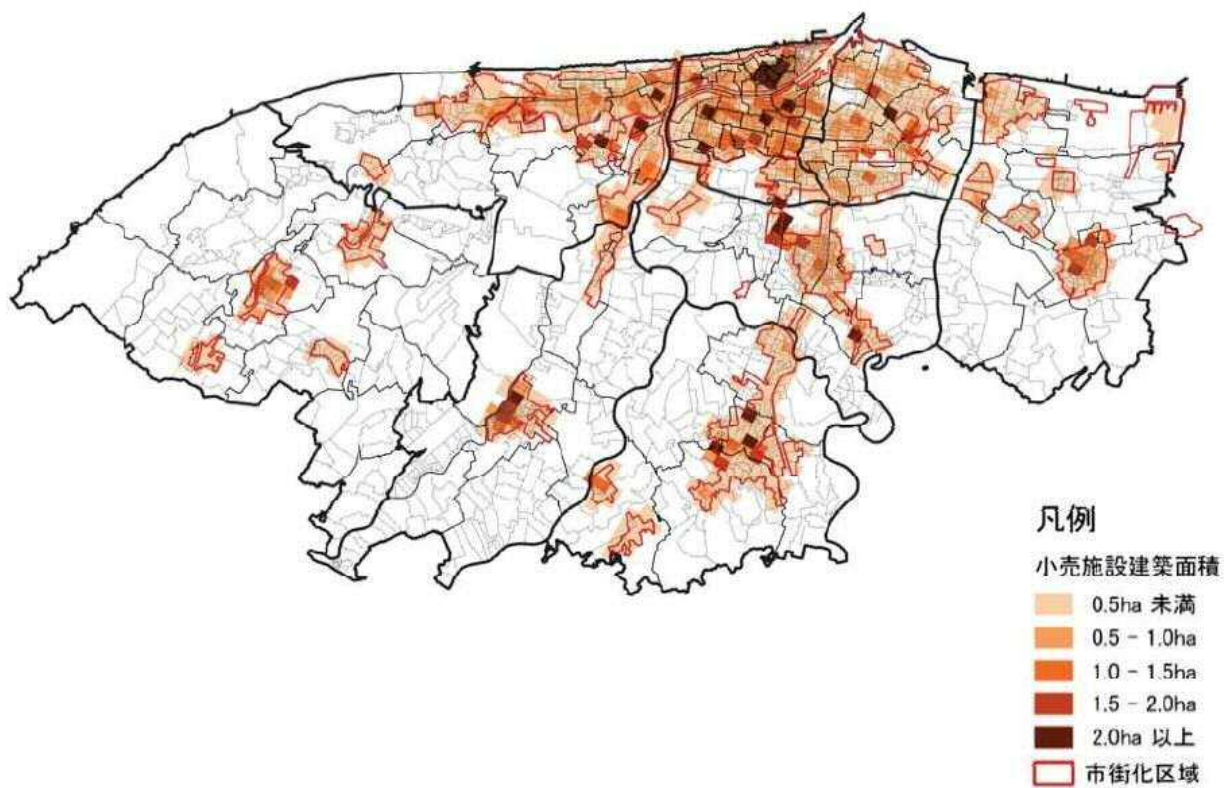 凡例
小売施設建築面積
0.5ha 未満
0.5 - 1.0ha
1.0 - 1.5ha
1.5 - 2.0ha
2.0ha 以上
市街化区域